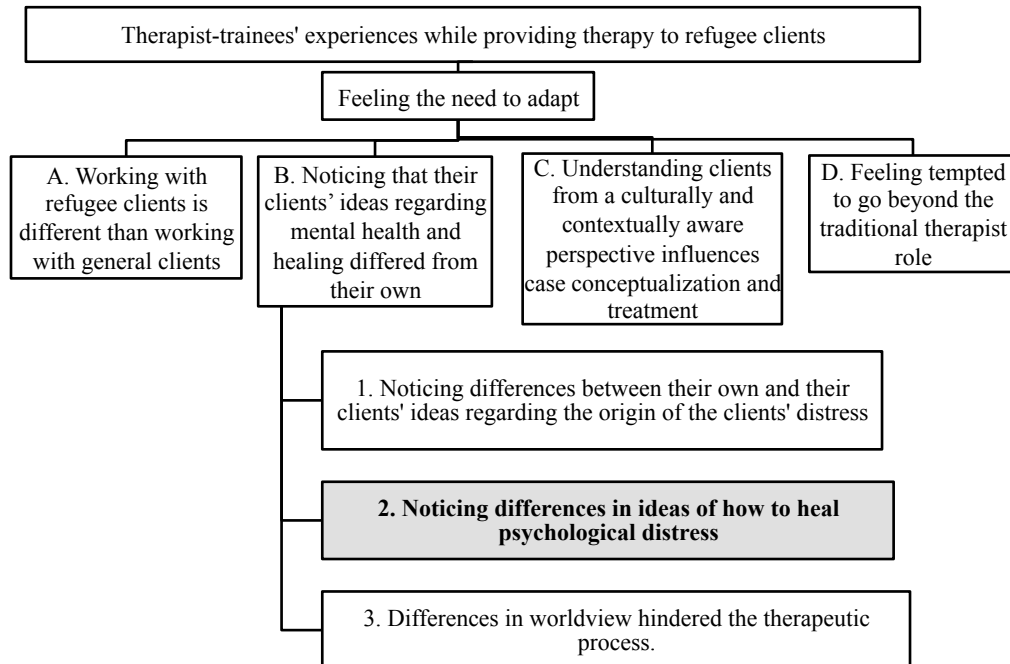 Therapist-trainees' experiences while providing therapy to refugee clients
Feeling the need to adapt
A. Working with
refugee clients is
different than working
with general clients
B. Noticing that their
clients’ ideas regarding
mental health and
healing differed from
their own
C. Understanding clients
from a culturally and
contextually aware
perspective influences
case conceptualization and
treatment
D. Feeling tempted
to go beyond the
traditional therapist
role
1. Noticing differences between their own and their
clients' ideas regarding the origin of the clients' distress
2. Noticing differences in ideas of how to heal
psychological distress
3. Differences in worldview hindered the therapeutic
process.